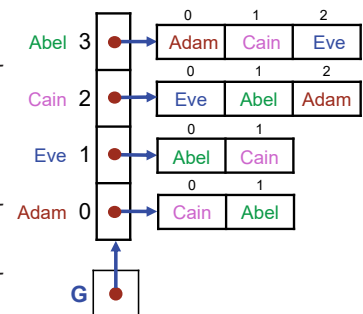 0 1 2
Abel 3 Adam Cain Eve
0 1 2
Cain 2 Eve Abel Adam
0 1
Eve 1 Abel Cain
0 1
Adam 0 Cain Abel
G